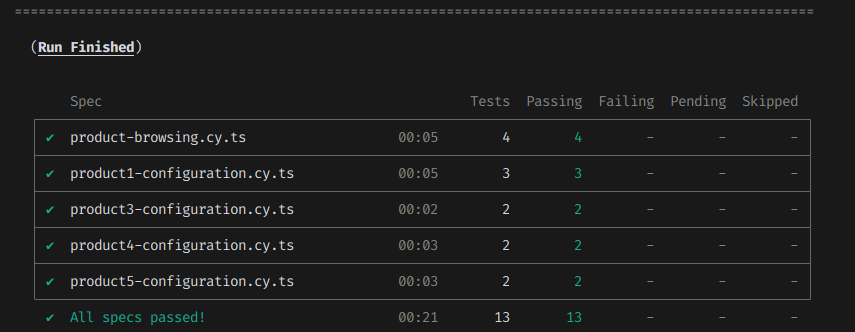 ====================================================================================================
(Run Finished)
Spec Tests Passing Failing Pending Skipped
✔ product-browsing.cy.ts 00:05 4 4 - - -
✔ product1-configuration.cy.ts 00:05 3 3 - - -
✔ product3-configuration.cy.ts 00:02 2 2 - - -
✔ product4-configuration.cy.ts 00:03 2 2 - - -
✔ product5-configuration.cy.ts 00:03 2 2 - - -
✔ All specs passed! 00:21 13 13 - - -